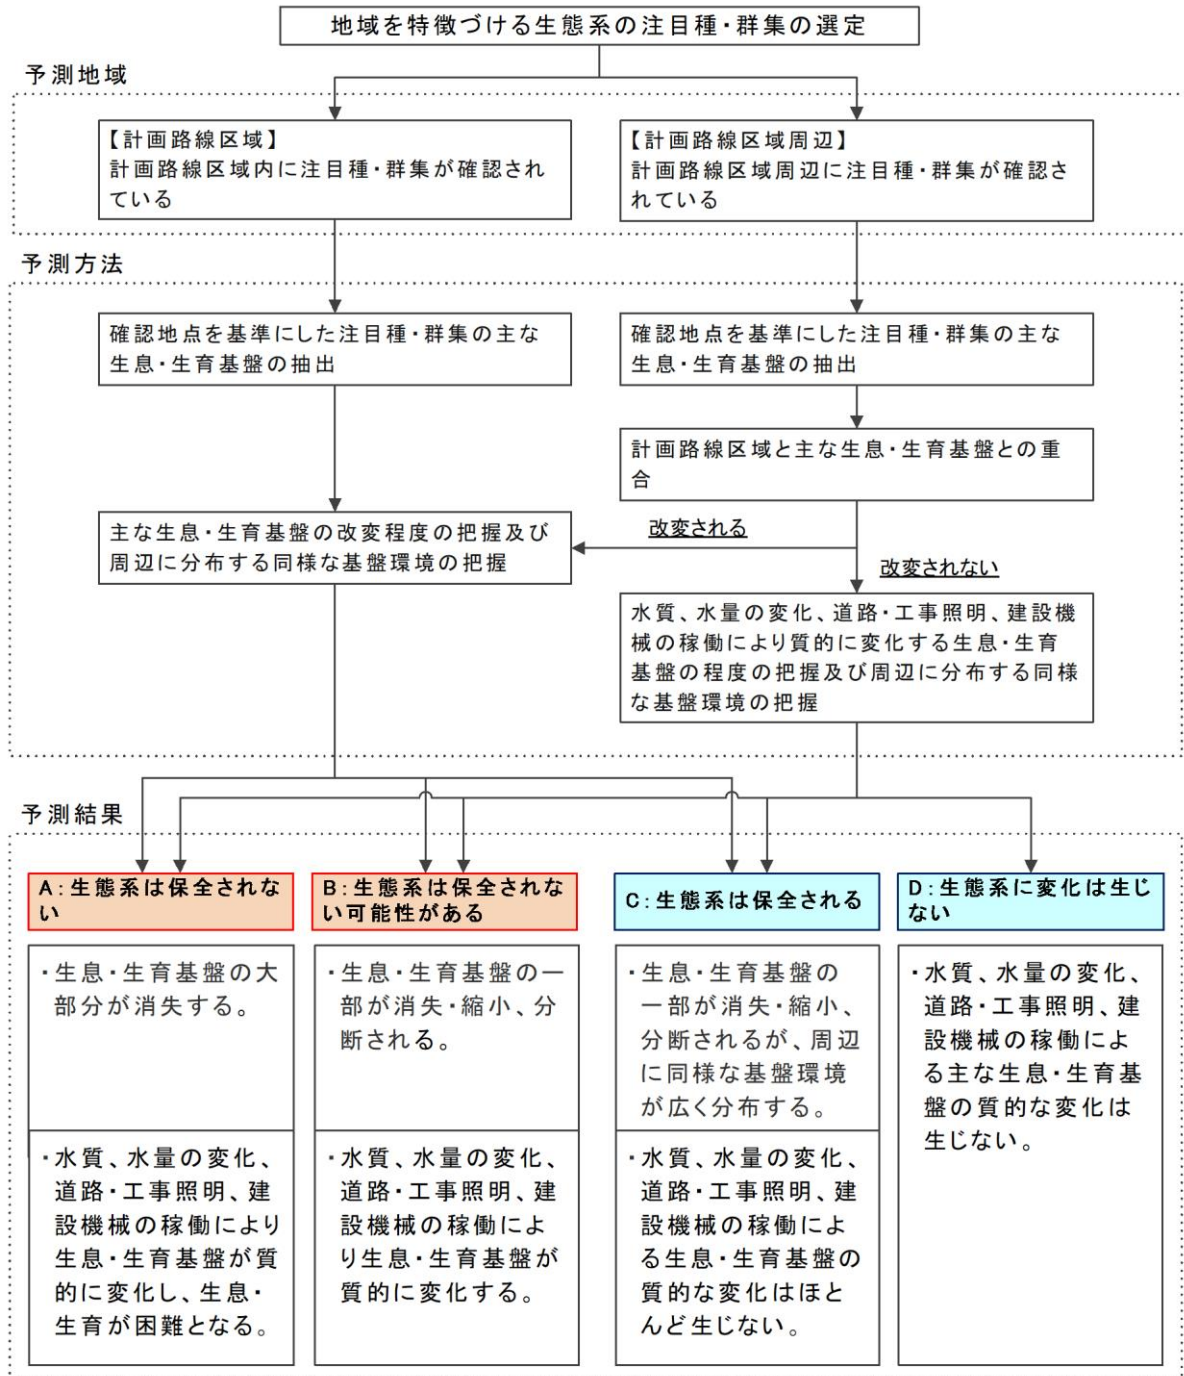 地域を特徴づける生態系の注目種・群集の選定
予測地域
【計画路線区域】
計画路線区域内に注目種・群集が確認され
ている
【計画路線区域周辺】
計画路線区域周辺に注目種・群集が確認さ
れている
予測方法
確認地点を基準にした注目種・群集の主な
生息・生育基盤の抽出
確認地点を基準にした注目種・群集の主な
生息・生育基盤の抽出
計画路線区域と主な生息・生育基盤との重
合
主な生息・生育基盤の改変程度の把握及び
周辺に分布する同様な基盤環境の把握
改変される
改変されない
水質、水量の変化、道路・工事照明、建設機
械の稼働により質的に変化する生息・生育
基盤の程度の把握及び周辺に分布する同様
な基盤環境の把握
予測結果
A:生態系は保全されな
い
B:生態系は保全されな
い可能性がある
C:生態系は保全される
D:生態系に変化は生じ
ない
・生息・生育基盤の大
部分が消失する。
・生息・生育基盤の一
部が消失・縮小、分
断される。
・生息・生育基盤の
一部が消失・縮小、
分断されるが、周辺
に同様な基盤環境
が広く分布する。
・水質、水量の変化、
道路・工事照明、建
設機械の稼働によ
る主な生息・生育基
盤の質的な変化は
生じない。
・水質、水量の変化、
道路・工事照明、建
設機械の稼働により
生息・生育基盤が質
的に変化し、生息・
生育が困難となる。
・水質、水量の変化、
道路・工事照明、建
設機械の稼働によ
り生息・生育基盤が
質的に変化する。
・水質、水量の変化、
道路・工事照明、建
設機械の稼働によ
る生息・生育基盤の
質的な変化はほと
んど生じない。